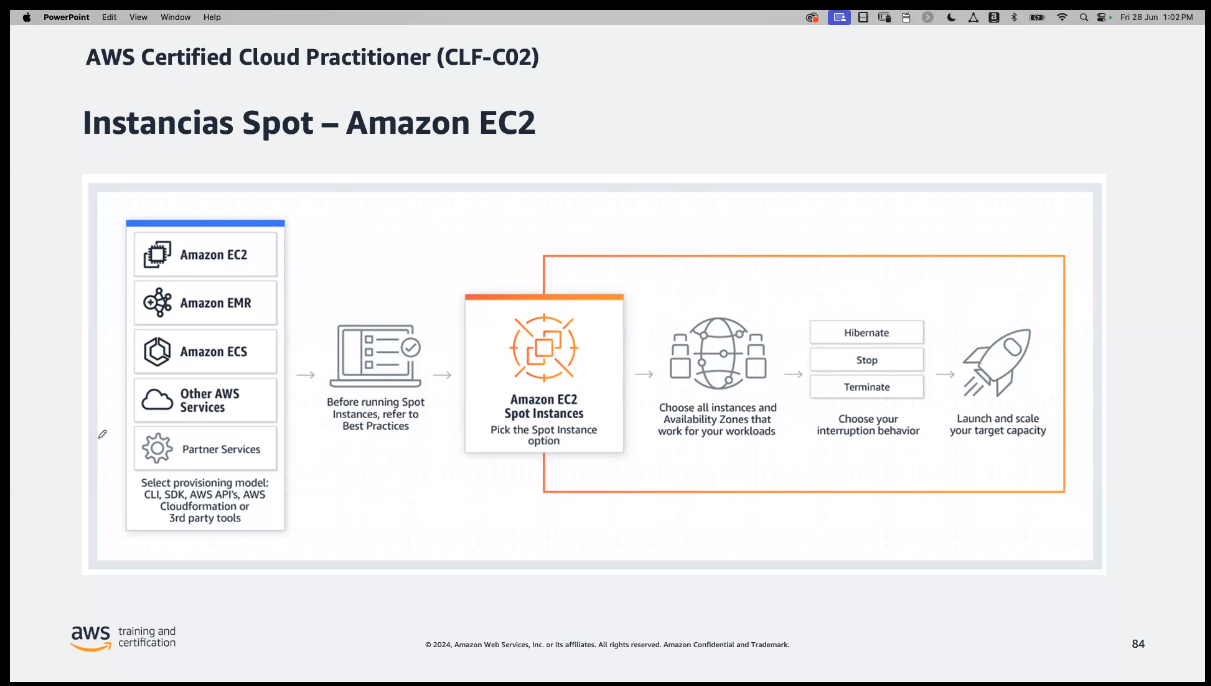 PowerPoint Edit View Window Help
Fri 28 Jun 1:02 PM
AWS Certified Cloud Practitioner (CLF-C02)
Instancias Spot – Amazon EC2
Amazon EC2
Amazon EMR
Amazon ECS
Other AWS
Services
Partner Services
Select provisioning model:
CLI, SDK, AWS API's, AWS
Cloudformation or
3rd party tools
Before running Spot
Instances, refer to
Best Practices
Amazon EC2
Spot Instances
Pick the Spot Instance
option
Choose all instances and
Availability Zones that
work for your workloads
Hibernate
Stop
Terminate
Choose your
interruption behavior
Launch and scale
your target capacity
aws training and
certification
© 2024, Amazon Web Services, Inc. or its affiliates. All rights reserved. Amazon Confidential and Trademark.
84